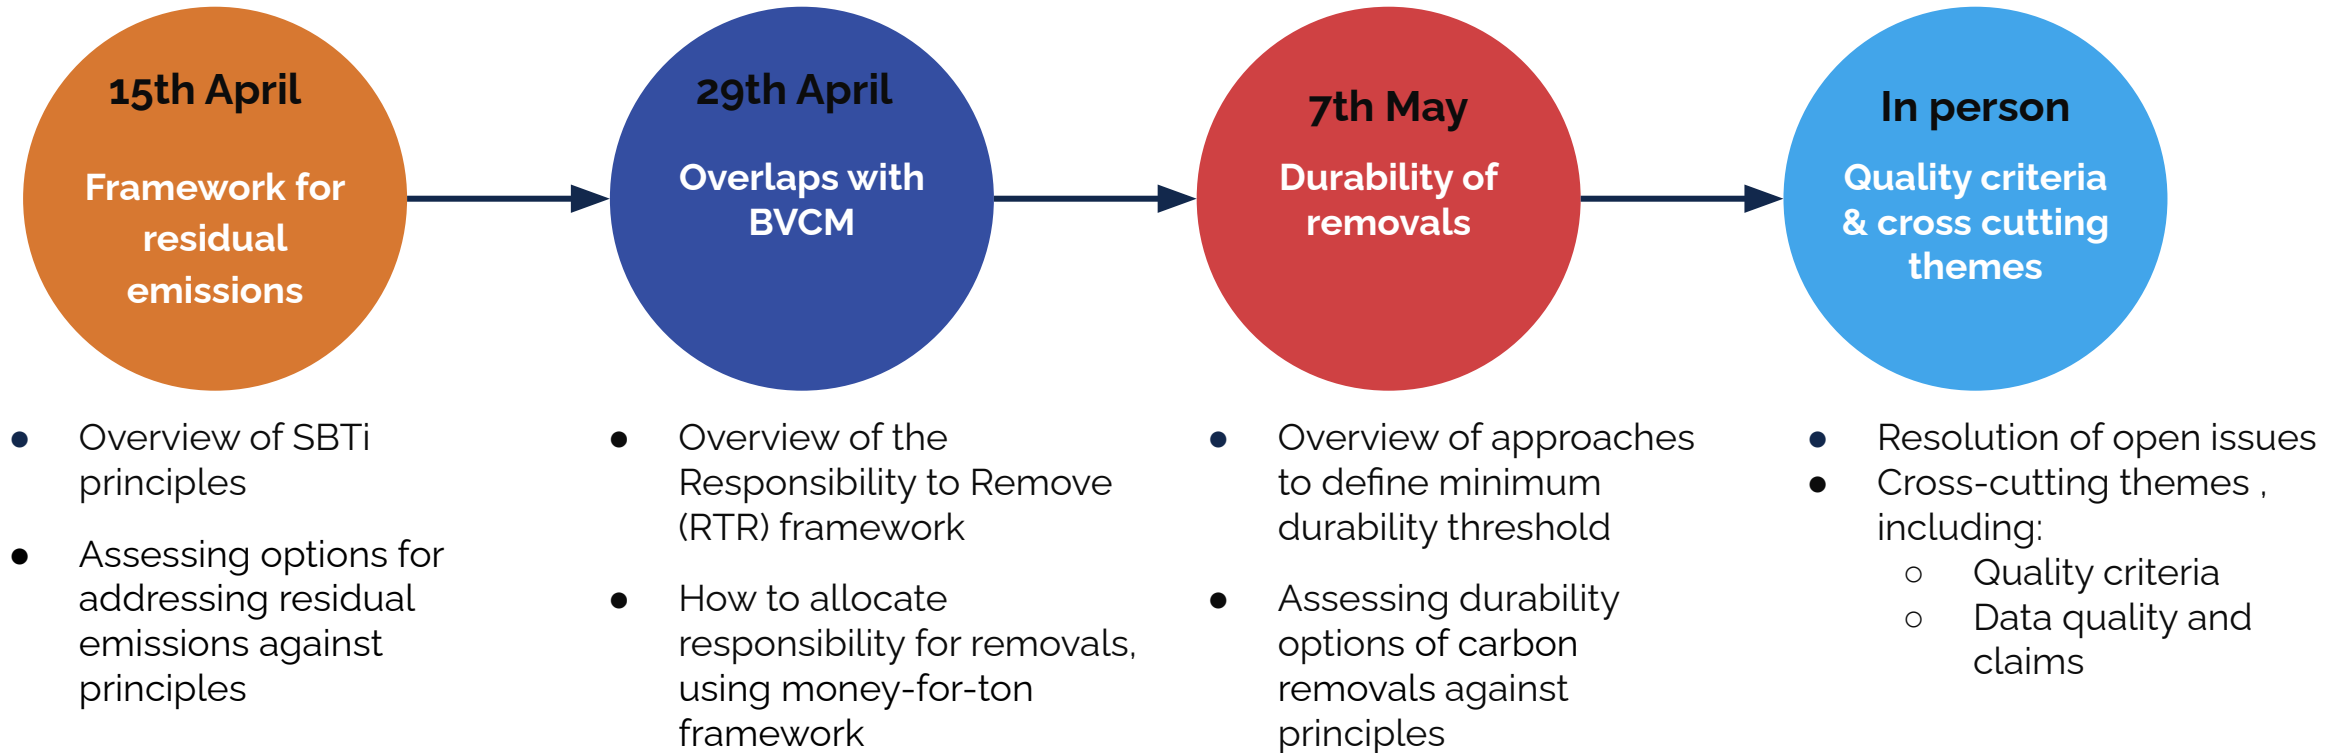 15th April
Framework for
residual
emissions
29th April
Overlaps with
BVCM
7th May
Durability of
removals
In person
Quality criteria
& cross cutting
themes
● Overview of SBTi
principles
● Assessing options for
addressing residual
emissions against
principles
● Overview of the
Responsibility to Remove
(RTR) framework
● How to allocate
responsibility for removals,
using money-for-ton
framework
● Overview of approaches
to define minimum
durability threshold
● Assessing durability
options of carbon
removals against
principles
● Resolution of open issues
● Cross-cutting themes ,
including:
○ Quality criteria
○ Data quality and
claims